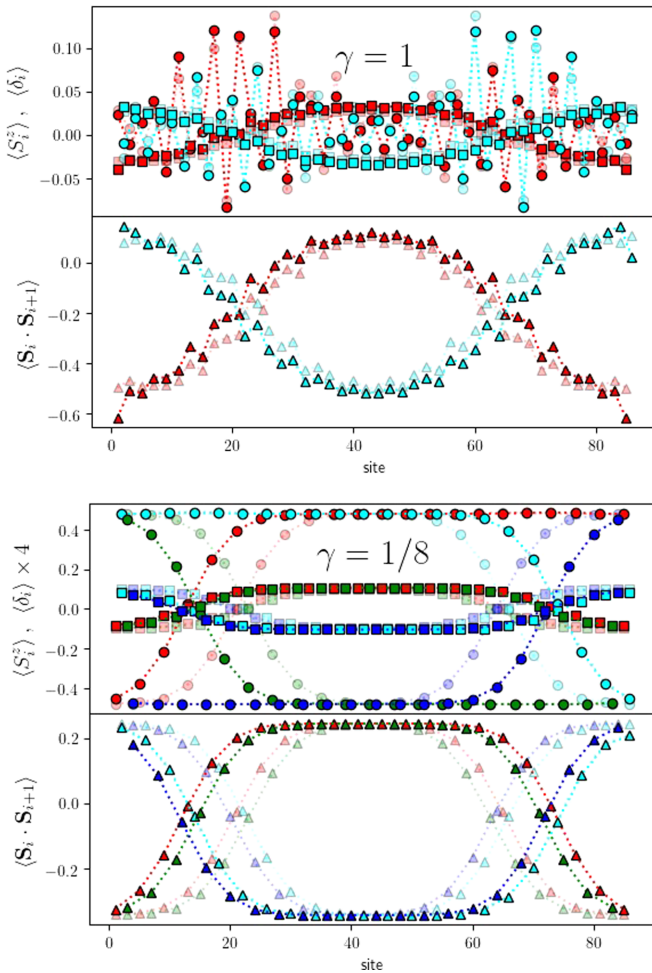 ⟨S_i^z⟩ , ⟨δ_i⟩
0.10
0.05
0.00
−0.05
γ = 1
⟨S_i · S_{i+1}⟩
0.0
−0.2
−0.4
−0.6
0 20 40 60 80
site
⟨S_i^z⟩ , ⟨δ_i⟩ × 4
0.4
0.2
0.0
−0.2
−0.4
γ = 1/8
⟨S_i · S_{i+1}⟩
0.2
0.0
−0.2
0 20 40 60 80
site